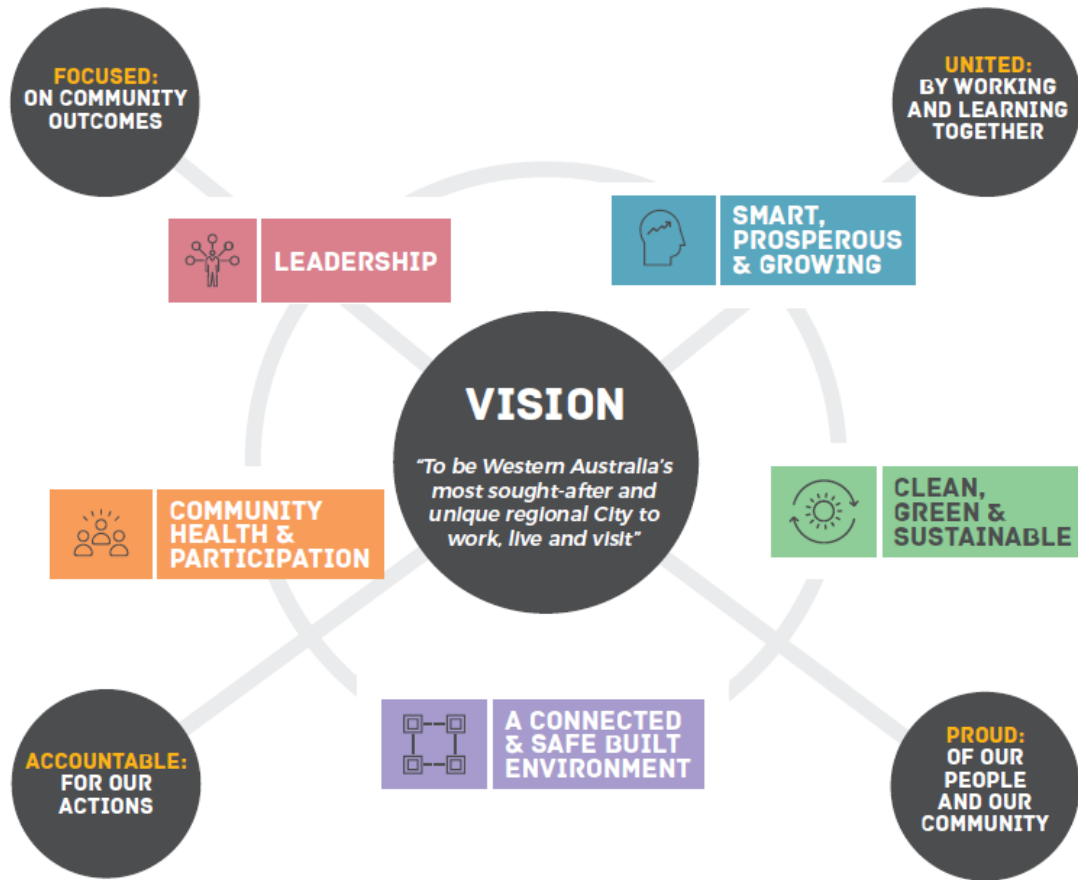 FOCUSED:
ON COMMUNITY
OUTCOMES
UNITED:
BY WORKING
AND LEARNING
TOGETHER
LEADERSHIP
SMART,
PROSPEROUS
& GROWING
VISION
"To be Western Australia's
most sought-after and
unique regional City to
work, live and visit"
COMMUNITY
HEALTH &
PARTICIPATION
CLEAN,
GREEN &
SUSTAINABLE
A CONNECTED
& SAFE BUILT
ENVIRONMENT
ACCOUNTABLE:
FOR OUR
ACTIONS
PROUD:
OF OUR
PEOPLE
AND OUR
COMMUNITY